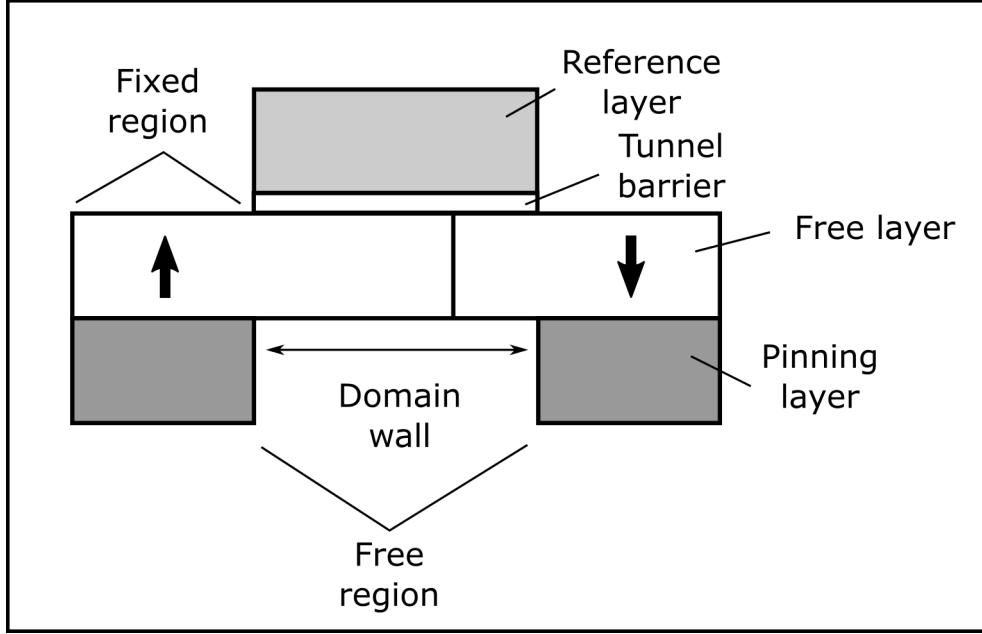 Fixed
region
Reference
layer
Tunnel
barrier
Free layer
Pinning
layer
Domain
wall
Free
region